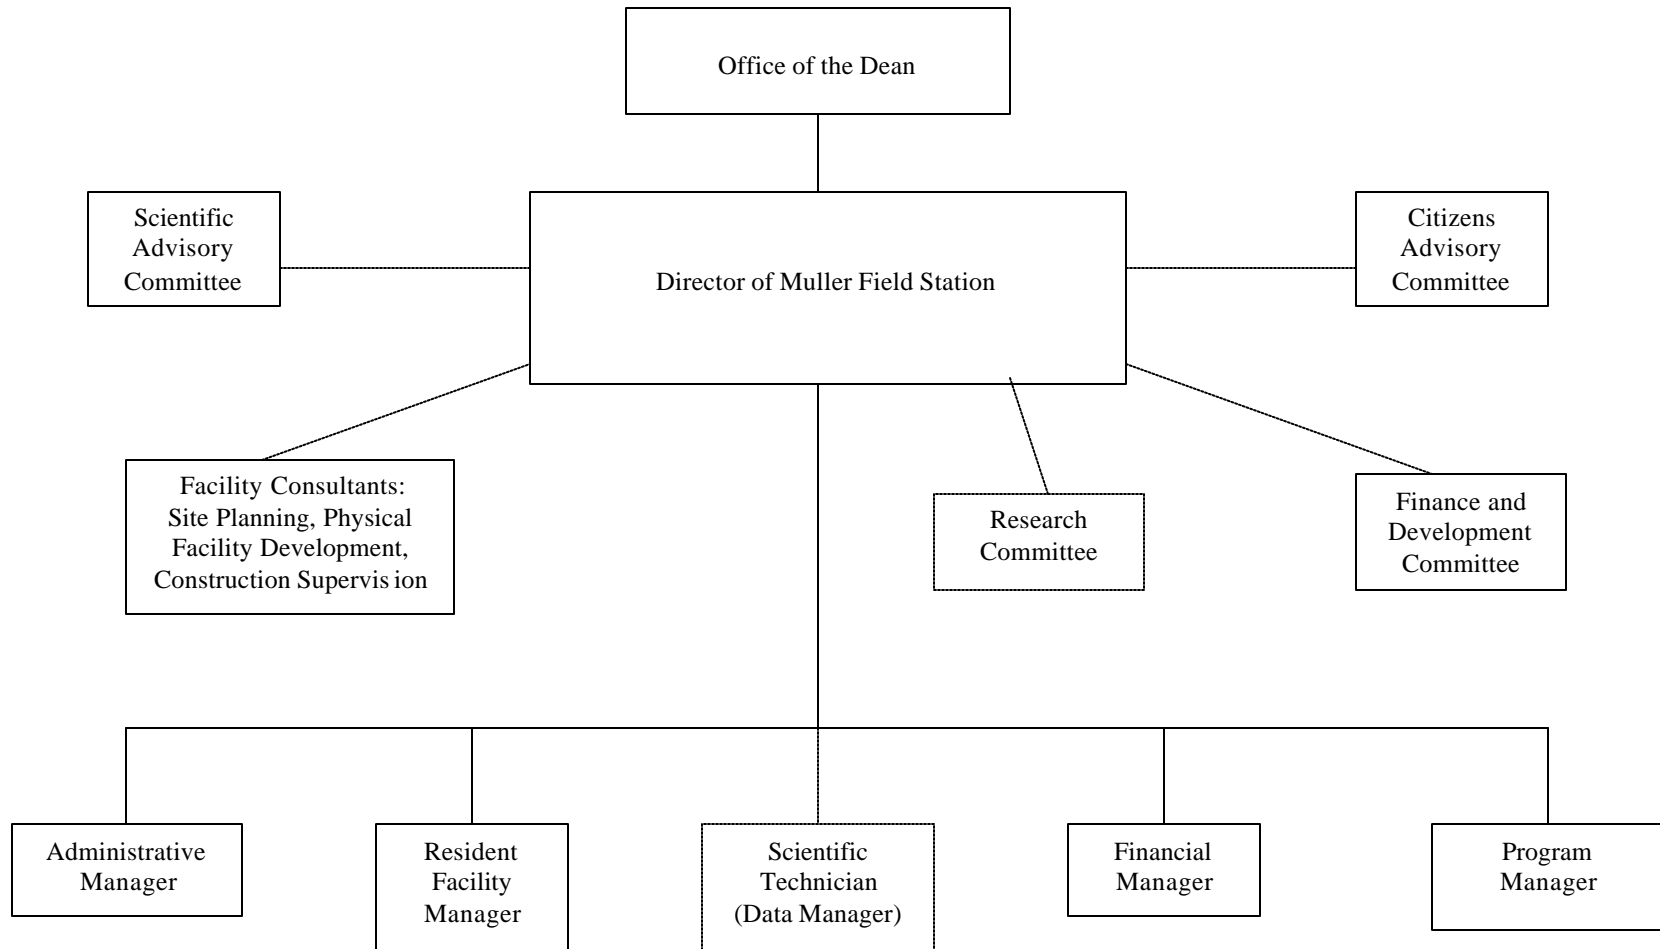 Office of the Dean
Scientific
Advisory
Committee
Director of Muller Field Station
Citizens
Advisory
Committee
Facility Consultants:
Site Planning, Physical
Facility Development,
Construction Supervision
Research
Committee
Finance and
Development
Committee
Administrative
Manager
Resident
Facility
Manager
Scientific
Technician
(Data Manager)
Financial
Manager
Program
Manager